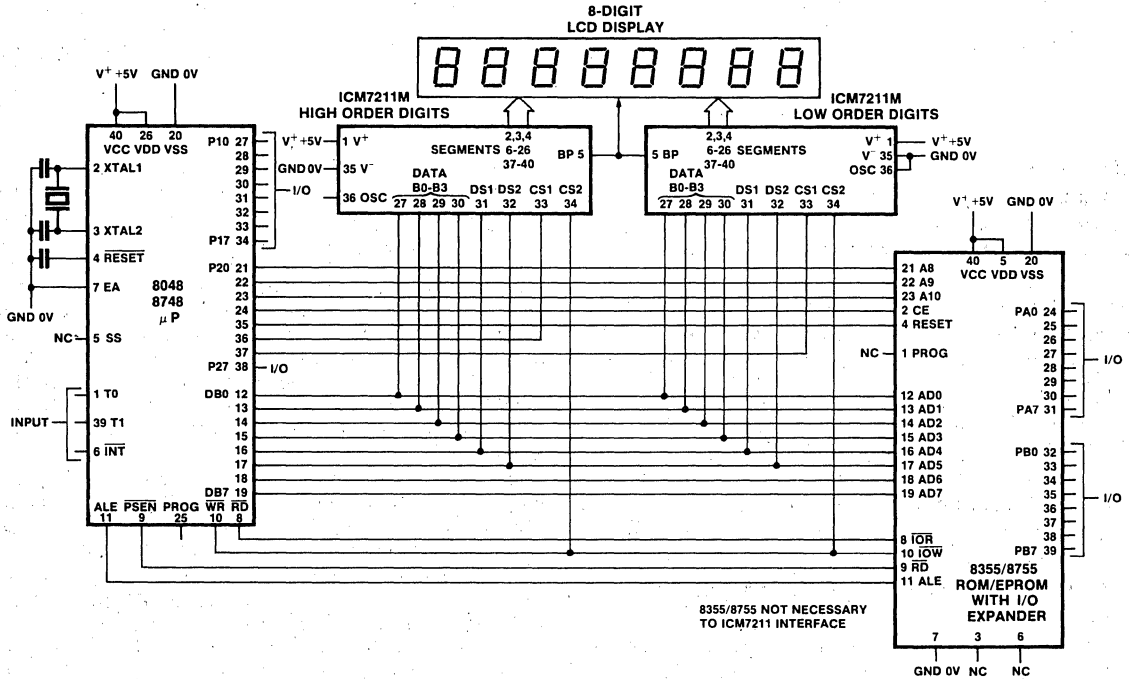 8-DIGIT
LCD DISPLAY
ICM7211M
HIGH ORDER DIGITS
ICM7211M
LOW ORDER DIGITS
V+ +5V GND 0V
40 26 20
VCC VDD VSS
2 XTAL1
3 XTAL2
4 RESET
7 EA
GND 0V
NC 5 SS
INPUT
1 T0
39 T1
6 INT
8048
8748
μ P
P10 27
28
29
30
31
32
33
P17 34
I/O
P20 21
22
23
24
35
36
37
P27 38 I/O
DB0 12
13
14
15
16
17
18
DB7 19
ALE PSEN PROG WR RD
11 9 25 10 8
V+ +5V 1 V+
GND 0V 35 V-
36 OSC
2,3,4
SEGMENTS 6-26
37-40
BP 5
DATA
B0-B3 DS1 DS2 CS1 CS2
27 28 29 30 31 32 33 34
5 BP
2,3,4
6-26 SEGMENTS
37-40
V+ 1 V+ +5V
V- 35 GND 0V
OSC 36
DATA
B0-B3 DS1 DS2 CS1 CS2
27 28 29 30 31 32 33 34
V+ +5V GND 0V
40 5 20
VCC VDD VSS
21 A8
22 A9
23 A10
2 CE
4 RESET
NC 1 PROG
12 AD0
13 AD1
14 AD2
15 AD3
16 AD4
17 AD5
18 AD6
19 AD7
8 IOR
10 IOW
9 RD
11 ALE
PA0 24
25
26
27
28
29
30
PA7 31
I/O
PB0 32
33
34
35
36
37
38
PB7 39
I/O
8355/8755
ROM/EPROM
WITH I/O
EXPANDER
7 3 6
GND 0V NC NC
8355/8755 NOT NECESSARY
TO ICM7211 INTERFACE